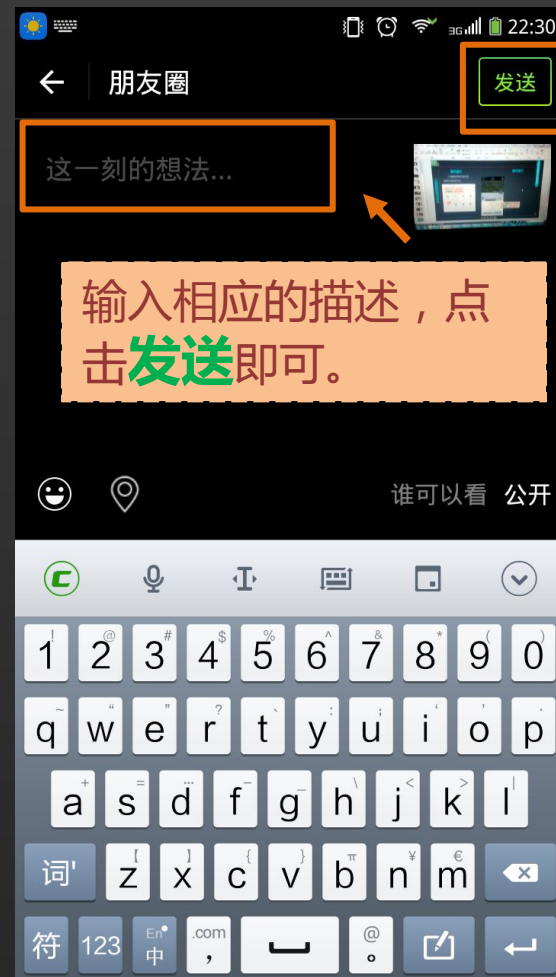 3G 22:30
朋友圈 发送
这一刻的想法...
输入相应的描述，点
击发送即可。
谁可以看 公开
! @ # $ % ^ & * ( )
1 2 3 4 5 6 7 8 9 0
~ “ ” ? ` : ; ‘ ’
q w e r t y u i o p
+ = … - _ \ < > |
a s d f g h j k l
[ ] { } π ¥ €
词' z x c v b n m
En .com @
符 123 中 , 。